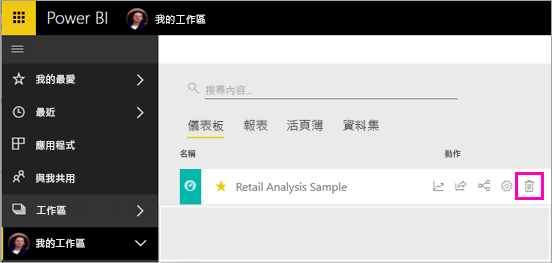 Power BI 我的工作區
我的最愛
最近
應用程式
與我共用
工作區
我的工作區
搜尋內容...
儀表板 報表 活頁簿 資料集
名稱 動作
Retail Analysis Sample